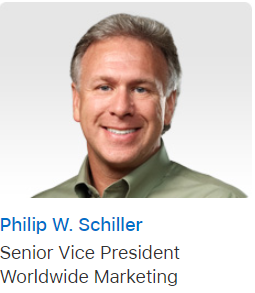 Philip W. Schiller
Senior Vice President
Worldwide Marketing